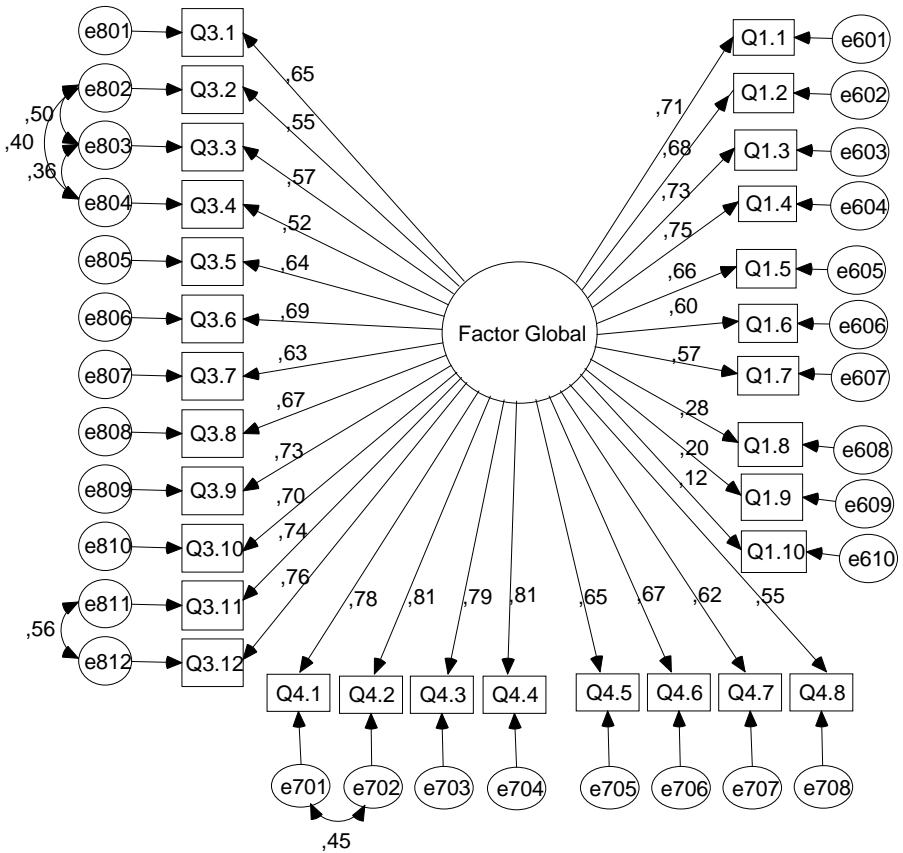 e801 Q3.1 ,65
e802 Q3.2 ,55
,50
e803 Q3.3 ,57
,40
,36
e804 Q3.4 ,52
e805 Q3.5 ,64
e806 Q3.6 ,69
e807 Q3.7 ,63
e808 Q3.8 ,67
e809 Q3.9 ,73
e810 Q3.10 ,70
e811 Q3.11 ,74
,56
e812 Q3.12 ,76
Factor Global
,71 Q1.1 e601
,68 Q1.2 e602
,73 Q1.3 e603
,75 Q1.4 e604
,66 Q1.5 e605
,60 Q1.6 e606
,57 Q1.7 e607
,28 Q1.8 e608
,20 Q1.9 e609
,12 Q1.10 e610
,78 ,81 ,79 ,81 ,65 ,67 ,62 ,55
Q4.1 Q4.2 Q4.3 Q4.4 Q4.5 Q4.6 Q4.7 Q4.8
e701 e702 e703 e704 e705 e706 e707 e708
,45